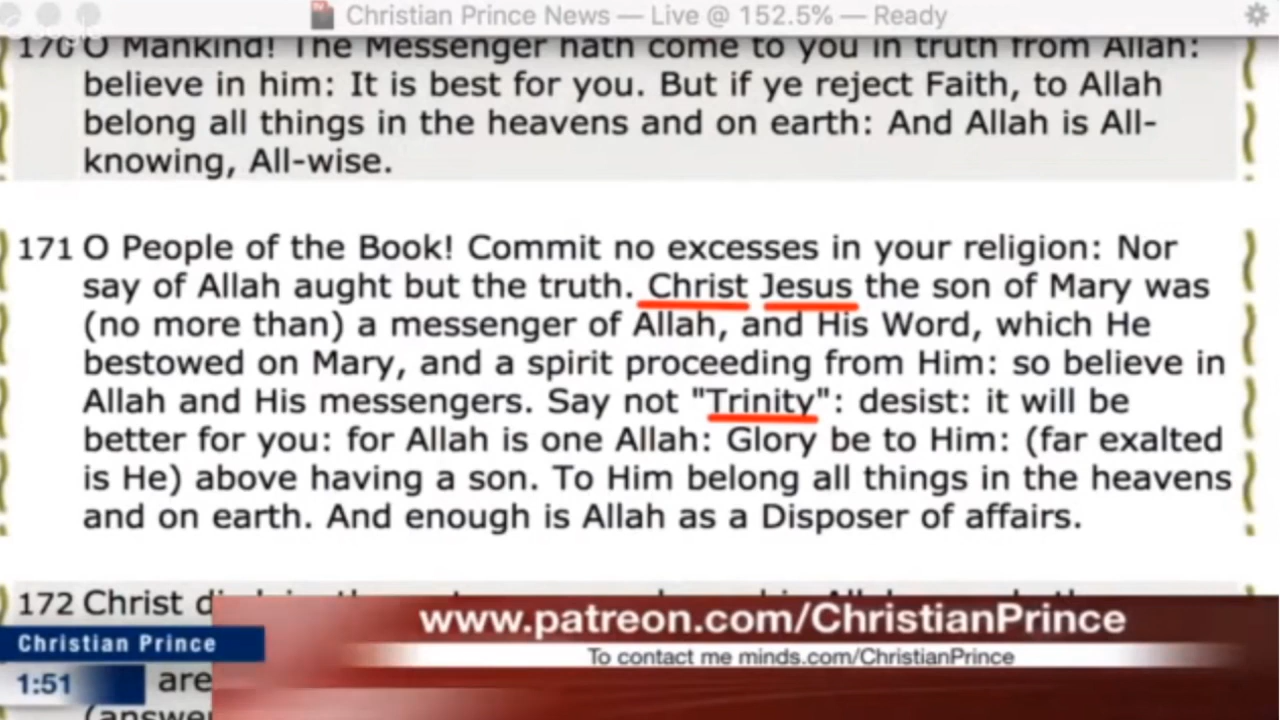 Christian Prince News — Live @ 152.5% — Ready
170 O Mankind! The Messenger hath come to you in truth from Allah:
believe in him: It is best for you. But if ye reject Faith, to Allah
belong all things in the heavens and on earth: And Allah is All-
knowing, All-wise.
171 O People of the Book! Commit no excesses in your religion: Nor
say of Allah aught but the truth. Christ Jesus the son of Mary was
(no more than) a messenger of Allah, and His Word, which He
bestowed on Mary, and a spirit proceeding from Him: so believe in
Allah and His messengers. Say not "Trinity": desist: it will be
better for you: for Allah is one Allah: Glory be to Him: (far exalted
is He) above having a son. To Him belong all things in the heavens
and on earth. And enough is Allah as a Disposer of affairs.
172 Christ
www.patreon.com/ChristianPrince
Christian Prince
To contact me minds.com/ChristianPrince
1:51 are